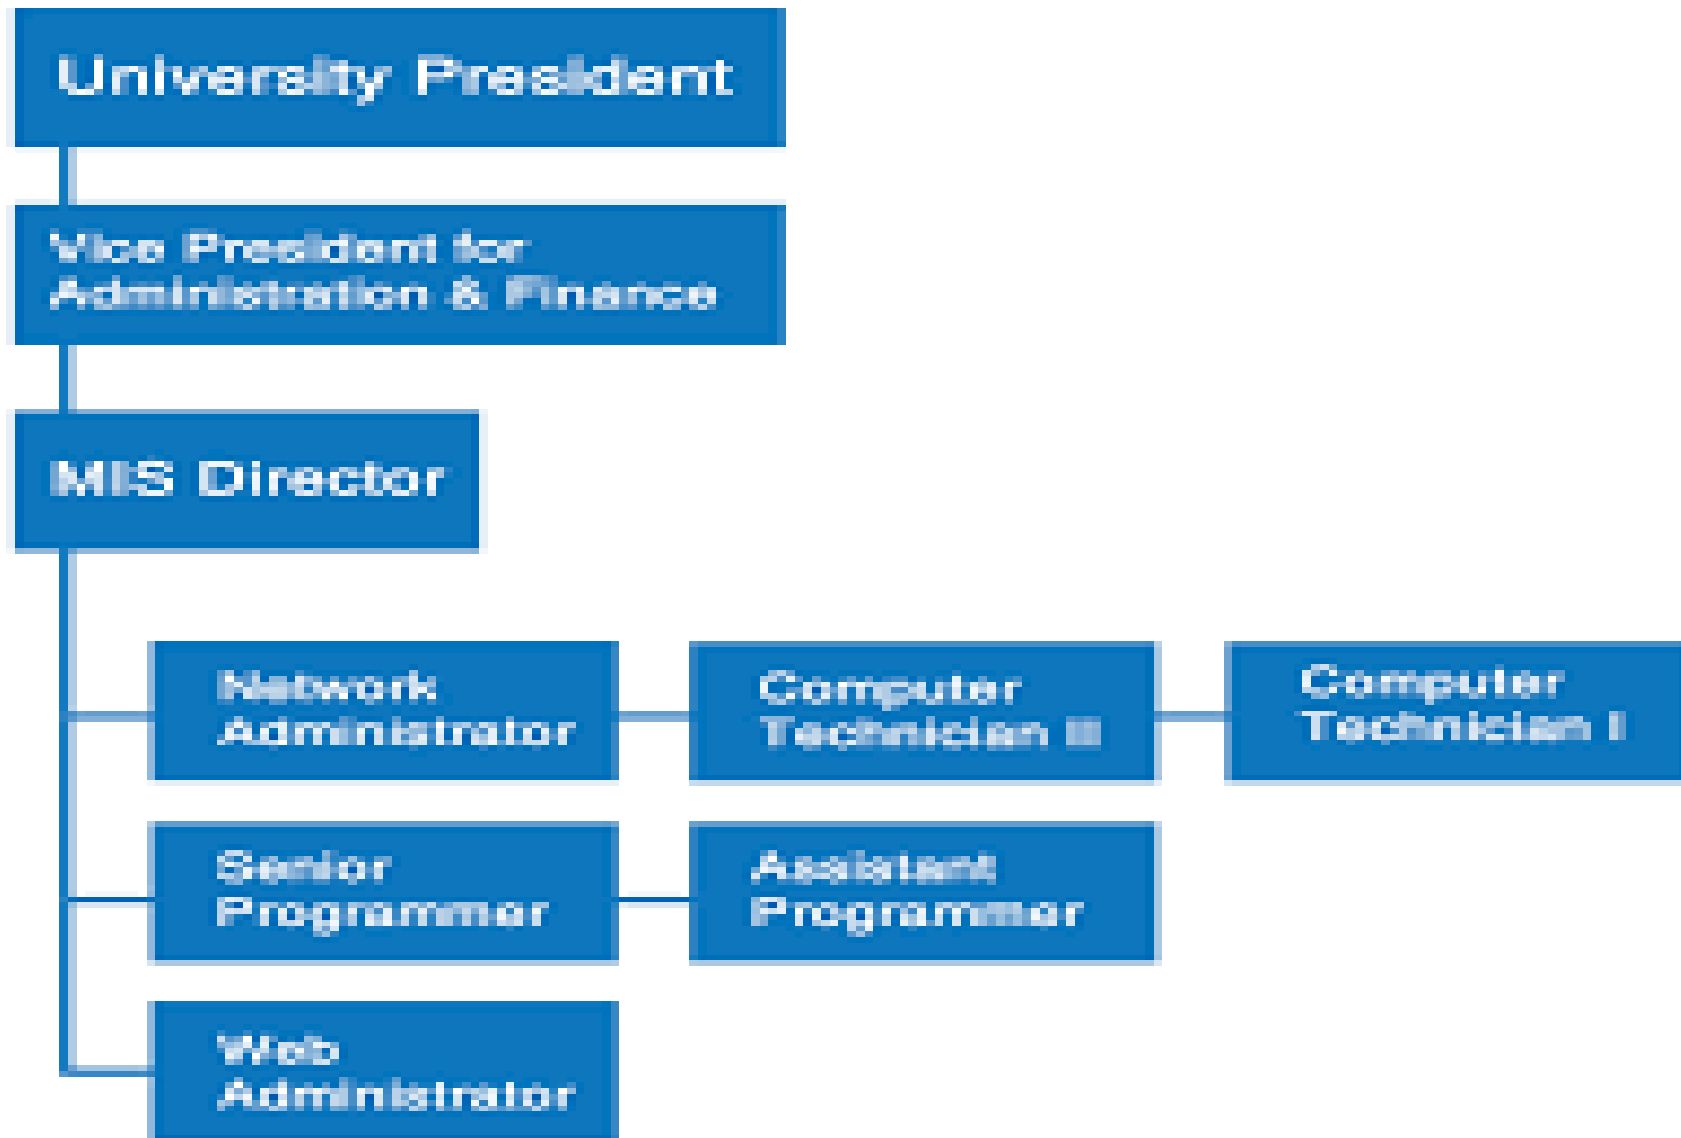 University President
Vice President for
Administration & Finance
MIS Director
Network
Administrator
Computer
Technician III
Computer
Technician I
Senior
Programmer
Assistant
Programmer
Web
Administrator